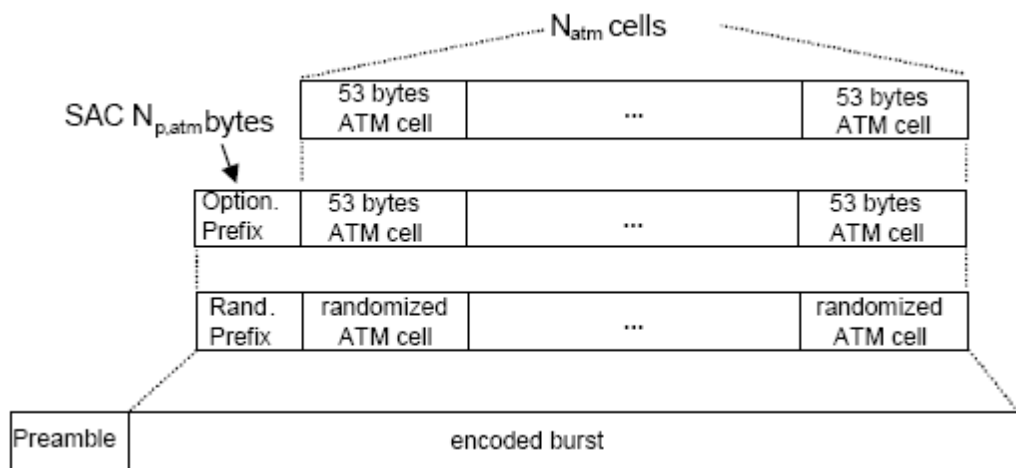 N_atm cells
SAC N_p,atm bytes
53 bytes
ATM cell
...
53 bytes
ATM cell
Option.
Prefix
53 bytes
ATM cell
...
53 bytes
ATM cell
Rand.
Prefix
randomized
ATM cell
...
randomized
ATM cell
Preamble
encoded burst